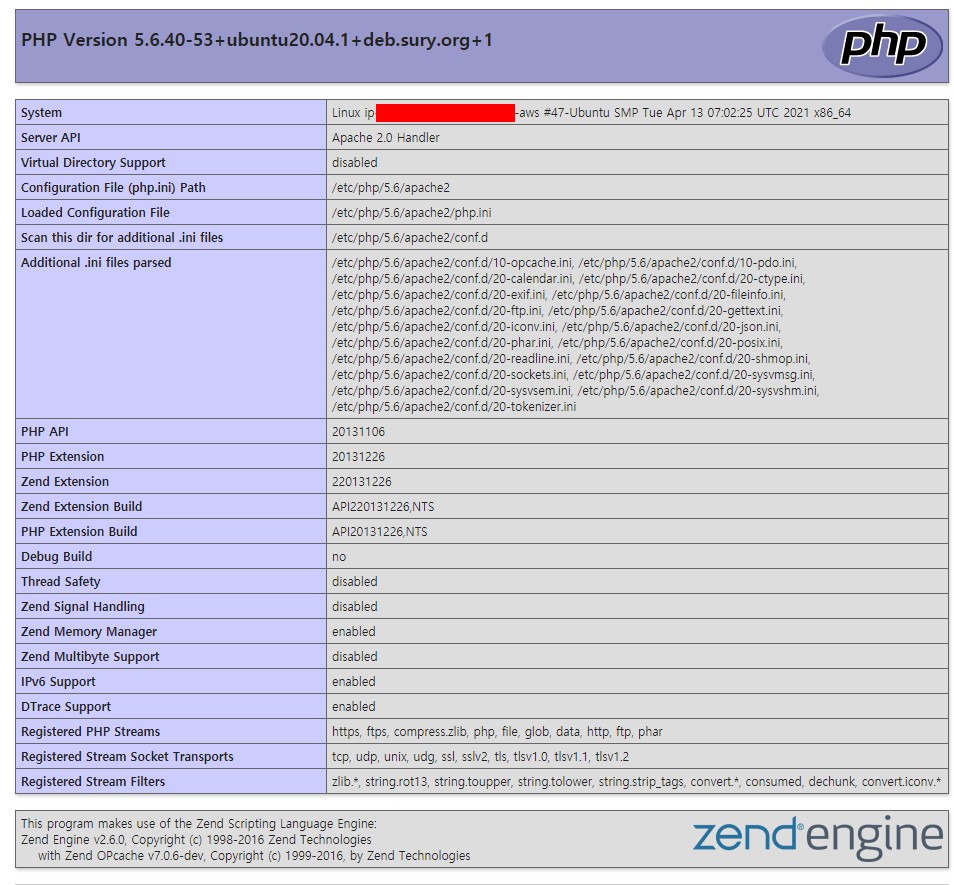 PHP Version 5.6.40-53+ubuntu20.04.1+deb.sury.org+1
php
System Linux ip- -aws #47-Ubuntu SMP Tue Apr 13 07:02:25 UTC 2021 x86_64
Server API Apache 2.0 Handler
Virtual Directory Support disabled
Configuration File (php.ini) Path /etc/php/5.6/apache2
Loaded Configuration File /etc/php/5.6/apache2/php.ini
Scan this dir for additional .ini files /etc/php/5.6/apache2/conf.d
Additional .ini files parsed /etc/php/5.6/apache2/conf.d/10-opcache.ini, /etc/php/5.6/apache2/conf.d/10-pdo.ini,
/etc/php/5.6/apache2/conf.d/20-calendar.ini, /etc/php/5.6/apache2/conf.d/20-ctype.ini,
/etc/php/5.6/apache2/conf.d/20-exif.ini, /etc/php/5.6/apache2/conf.d/20-fileinfo.ini,
/etc/php/5.6/apache2/conf.d/20-ftp.ini, /etc/php/5.6/apache2/conf.d/20-gettext.ini,
/etc/php/5.6/apache2/conf.d/20-iconv.ini, /etc/php/5.6/apache2/conf.d/20-json.ini,
/etc/php/5.6/apache2/conf.d/20-phar.ini, /etc/php/5.6/apache2/conf.d/20-posix.ini,
/etc/php/5.6/apache2/conf.d/20-readline.ini, /etc/php/5.6/apache2/conf.d/20-shmop.ini,
/etc/php/5.6/apache2/conf.d/20-sockets.ini, /etc/php/5.6/apache2/conf.d/20-sysvmsg.ini,
/etc/php/5.6/apache2/conf.d/20-sysvsem.ini, /etc/php/5.6/apache2/conf.d/20-sysvshm.ini,
/etc/php/5.6/apache2/conf.d/20-tokenizer.ini
PHP API 20131106
PHP Extension 20131226
Zend Extension 220131226
Zend Extension Build API220131226,NTS
PHP Extension Build API20131226,NTS
Debug Build no
Thread Safety disabled
Zend Signal Handling disabled
Zend Memory Manager enabled
Zend Multibyte Support disabled
IPv6 Support enabled
DTrace Support enabled
Registered PHP Streams https, ftps, compress.zlib, php, file, glob, data, http, ftp, phar
Registered Stream Socket Transports tcp, udp, unix, udg, ssl, sslv2, tls, tlsv1.0, tlsv1.1, tlsv1.2
Registered Stream Filters zlib.*, string.rot13, string.toupper, string.tolower, string.strip_tags, convert.*, consumed, dechunk, convert.iconv.*
This program makes use of the Zend Scripting Language Engine:
Zend Engine v2.6.0, Copyright (c) 1998-2016 Zend Technologies
with Zend OPcache v7.0.6-dev, Copyright (c) 1999-2016, by Zend Technologies
zend® engine